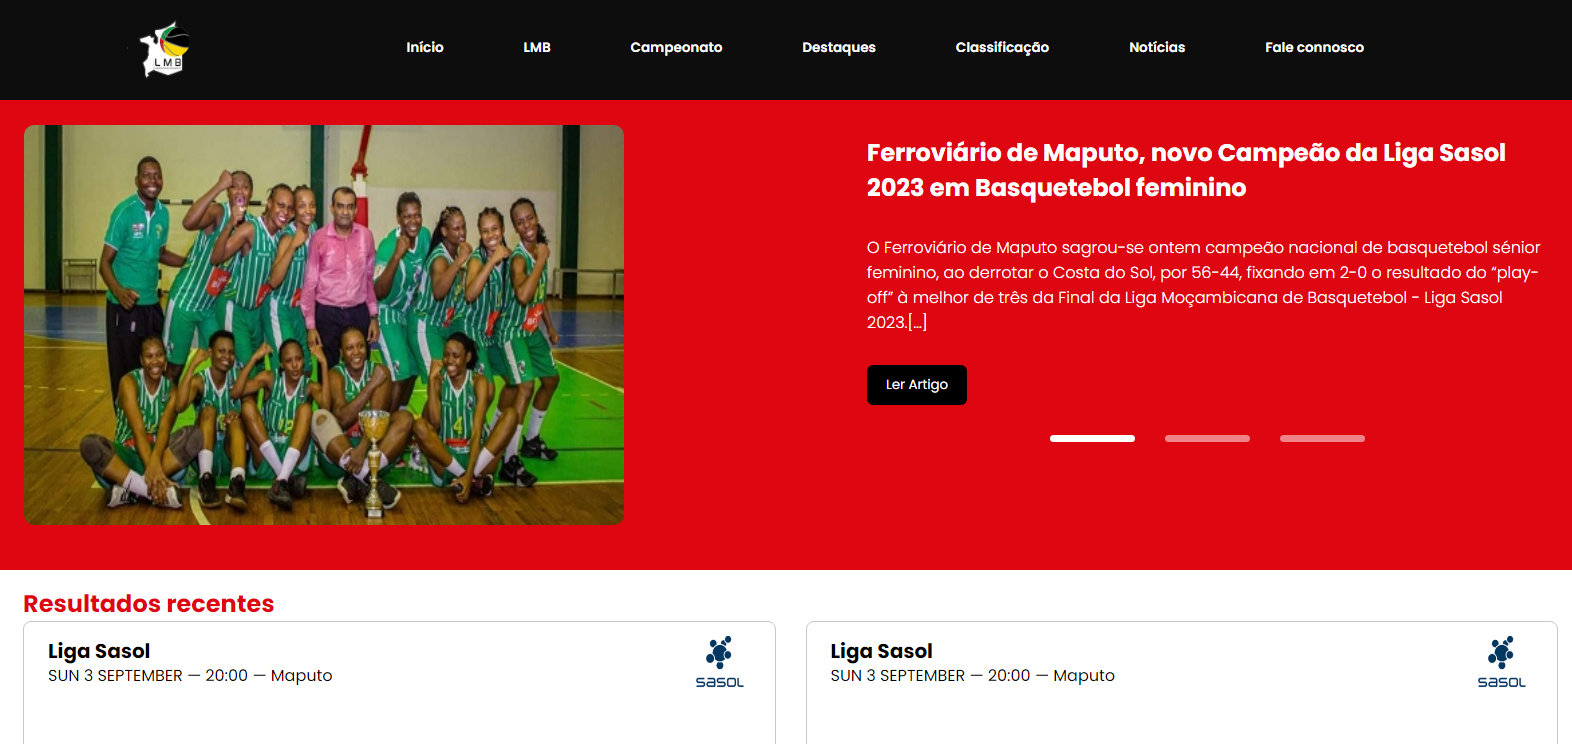 LMB
Início
LMB
Campeonato
Destaques
Classificação
Notícias
Fale connosco
Ferroviário de Maputo, novo Campeão da Liga Sasol
2023 em Basquetebol feminino
O Ferroviário de Maputo sagrou-se ontem campeão nacional de basquetebol sénior
feminino, ao derrotar o Costa do Sol, por 56-44, fixando em 2-0 o resultado do “play-
off” à melhor de três da Final da Liga Moçambicana de Basquetebol - Liga Sasol
2023.[…]
Ler Artigo
Resultados recentes
Liga Sasol
SUN 3 SEPTEMBER — 20:00 — Maputo
sasol
Liga Sasol
SUN 3 SEPTEMBER — 20:00 — Maputo
sasol